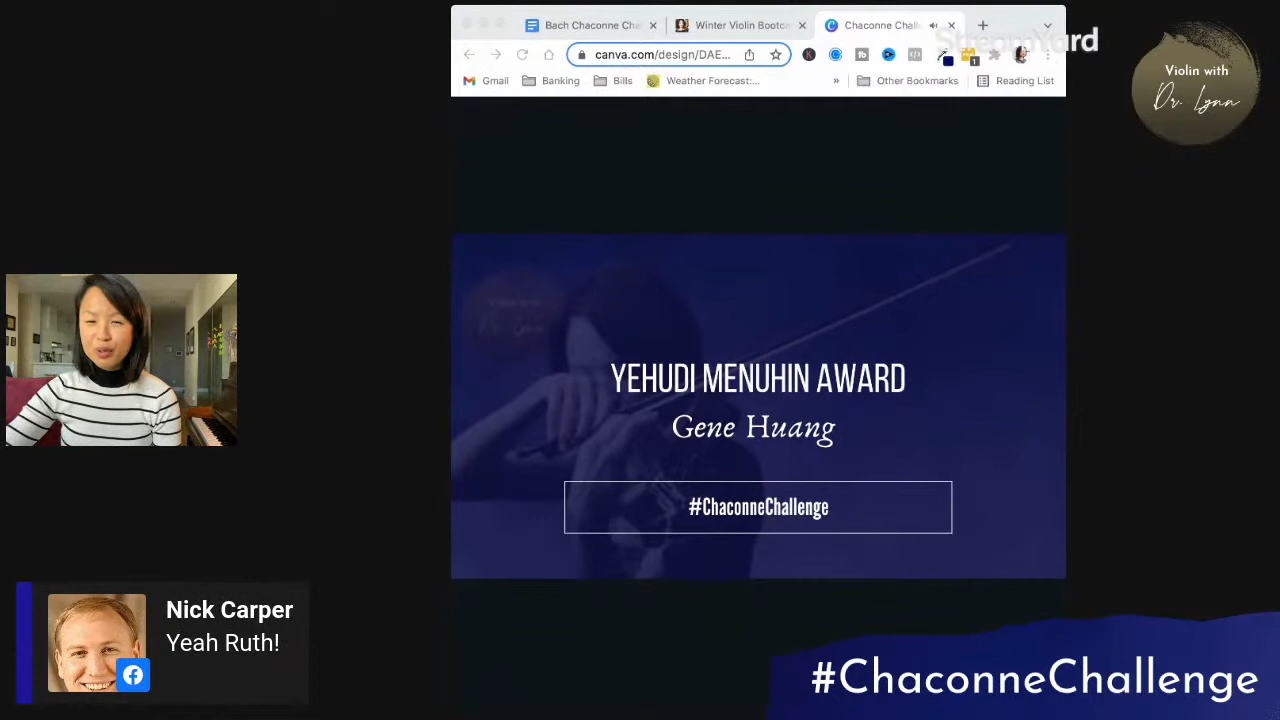 Bach Chaconne Cha
Winter Violin Bootca
Chaconne Chall
canva.com/design/DAE...
StreamYard
Gmail
Banking
Bills
Weather Forecast:...
»
Other Bookmarks
Reading List
Violin with
Dr. Lynn
YEHUDI MENUHIN AWARD
Gene Huang
#ChaconneChallenge
Nick Carper
Yeah Ruth!
#ChaconneChallenge